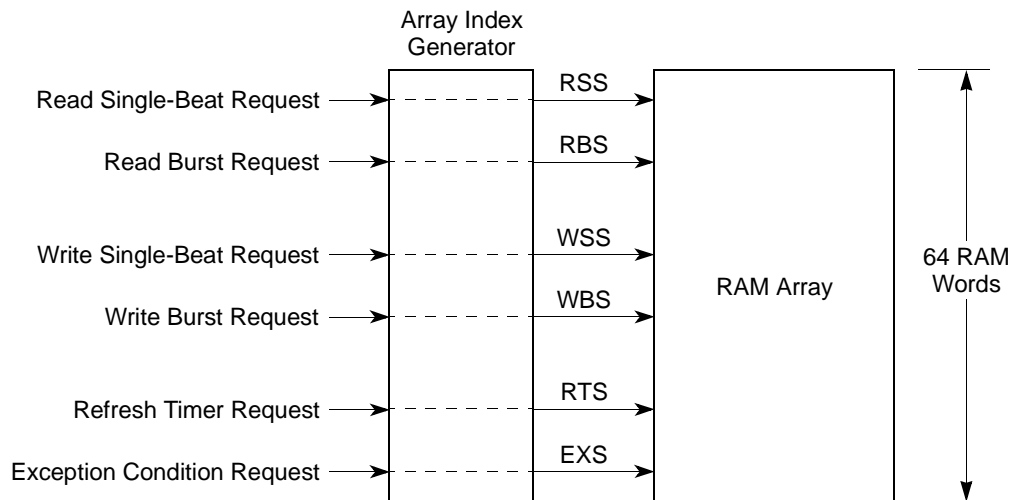 Array Index
Generator
Read Single-Beat Request
RSS
Read Burst Request
RBS
Write Single-Beat Request
WSS
Write Burst Request
WBS
Refresh Timer Request
RTS
Exception Condition Request
EXS
RAM Array
64 RAM
Words